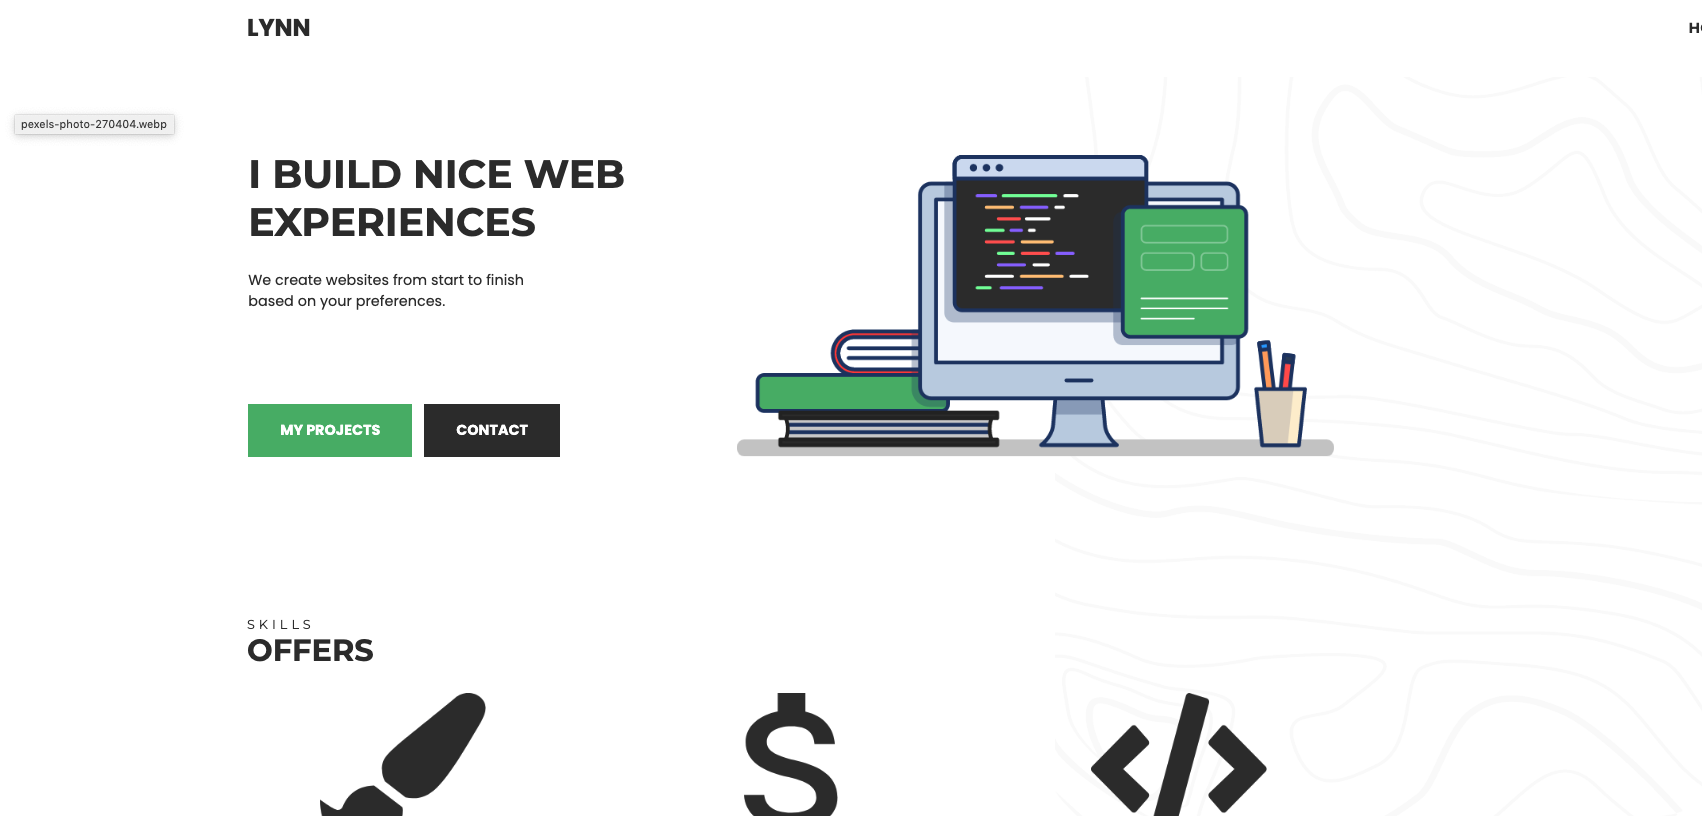 LYNN
pexels-photo-270404.webp
I BUILD NICE WEB
EXPERIENCES
We create websites from start to finish
based on your preferences.
MY PROJECTS
CONTACT
SKILLS
OFFERS